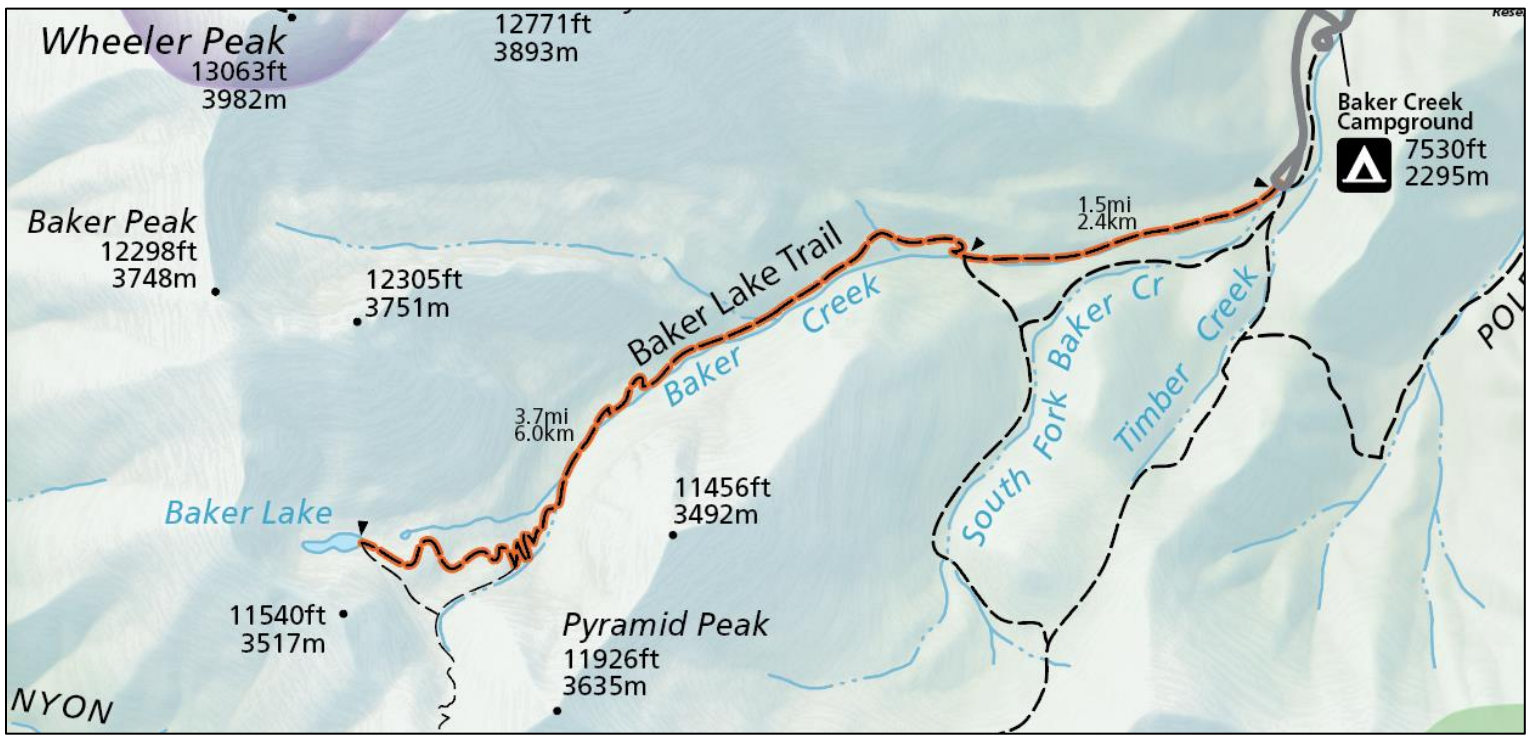 12771ft
3893m
Wheeler Peak
13063ft
3982m
Baker Creek
Campground
7530ft
2295m
Baker Peak
12298ft
3748m
12305ft
3751m
1.5mi
2.4km
Baker Lake Trail
Baker Creek
South Fork Baker Cr
Timber Creek
3.7mi
6.0km
Baker Lake
11456ft
3492m
11540ft
3517m
Pyramid Peak
11926ft
3635m
NYON